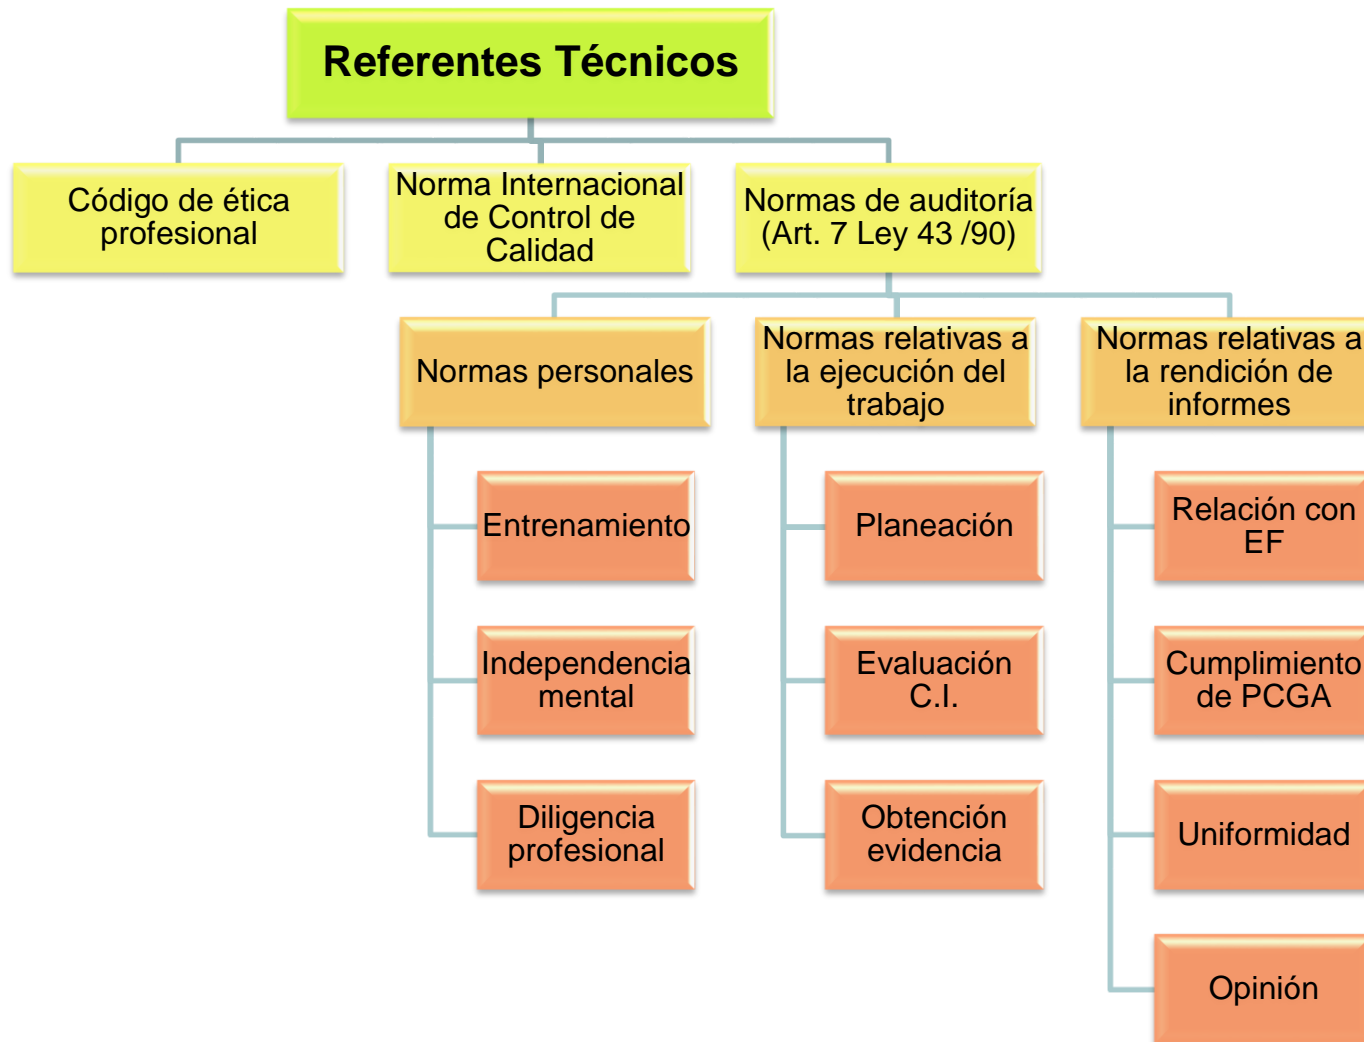 Referentes Técnicos
Código de ética
profesional
Norma Internacional
de Control de
Calidad
Normas de auditoría
(Art. 7 Ley 43 /90)
Normas personales
Entrenamiento
Independencia
mental
Diligencia
profesional
Normas relativas a
la ejecución del
trabajo
Planeación
Evaluación
C.I.
Obtención
evidencia
Normas relativas a
la rendición de
informes
Relación con
EF
Cumplimiento
de PCGA
Uniformidad
Opinión